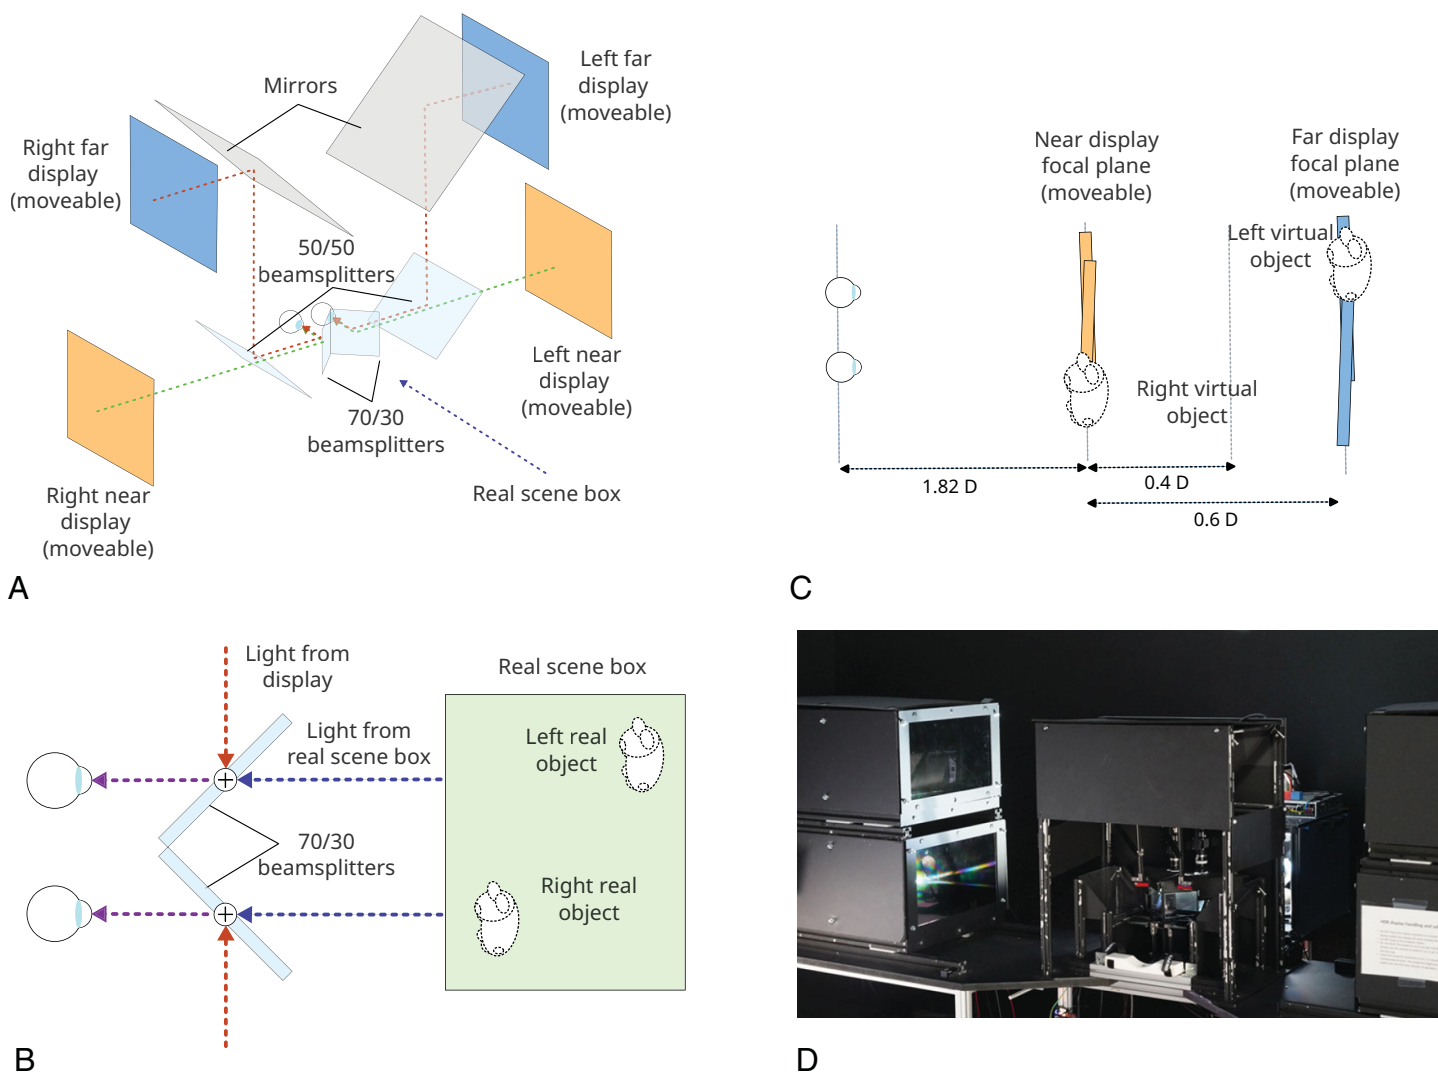 Mirrors
Left far
display
(moveable)
Right far
display
(moveable)
50/50
beamsplitters
Left near
display
(moveable)
70/30
beamsplitters
Real scene box
Right near
display
(moveable)
A
Near display
focal plane
(moveable)
Far display
focal plane
(moveable)
Left virtual
object
Right virtual
object
1.82 D
0.4 D
0.6 D
C
Light from
display
Real scene box
Light from
real scene box
Left real
object
70/30
beamsplitters
Right real
object
B
D